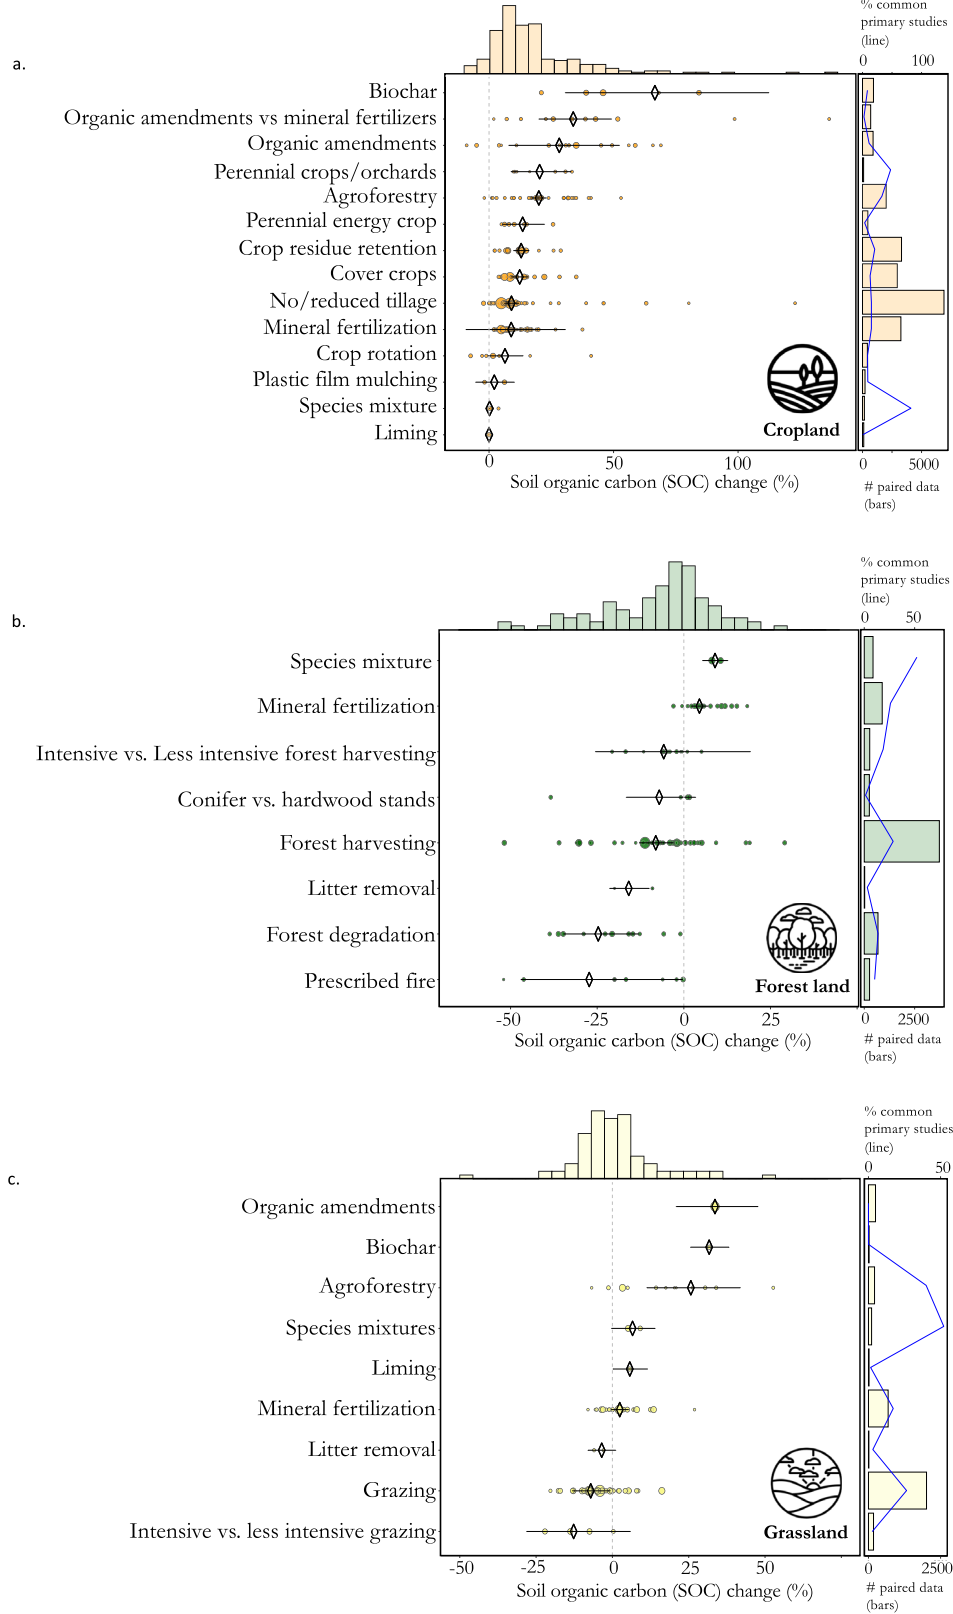 % common
primary studies
(line)
a.
0 100
Biochar
Organic amendments vs mineral fertilizers
Organic amendments
Perennial crops/orchards
Agroforestry
Perennial energy crop
Crop residue retention
Cover crops
No/reduced tillage
Mineral fertilization
Crop rotation
Plastic film mulching
Species mixture
Liming
Cropland
0 50 100
Soil organic carbon (SOC) change (%)
0 5000
# paired data
(bars)
% common
primary studies
(line)
b.
0 50
Species mixture
Mineral fertilization
Intensive vs. Less intensive forest harvesting
Conifer vs. hardwood stands
Forest harvesting
Litter removal
Forest degradation
Prescribed fire
Forest land
-50 -25 0 25
Soil organic carbon (SOC) change (%)
0 2500
# paired data
(bars)
% common
primary studies
(line)
c.
0 50
Organic amendments
Biochar
Agroforestry
Species mixtures
Liming
Mineral fertilization
Litter removal
Grazing
Intensive vs. less intensive grazing
Grassland
-50 -25 0 25 50
Soil organic carbon (SOC) change (%)
0 2500
# paired data
(bars)